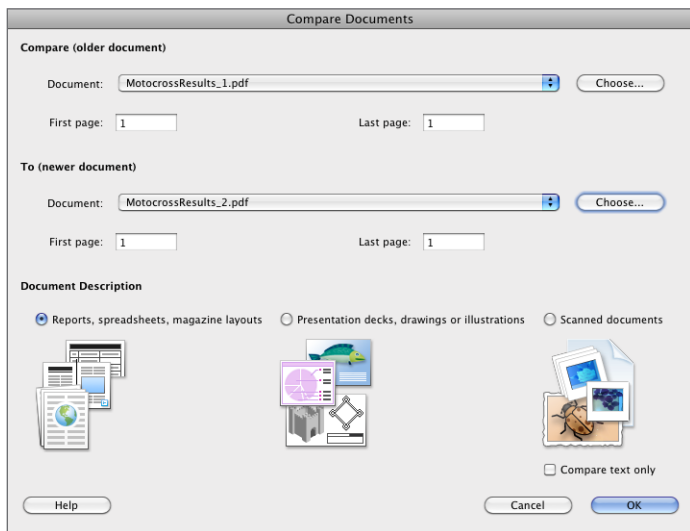 Compare Documents
Compare (older document)
Document: MotocrossResults_1.pdf Choose...
First page: 1 Last page: 1
To (newer document)
Document: MotocrossResults_2.pdf Choose...
First page: 1 Last page: 1
Document Description
Reports, spreadsheets, magazine layouts Presentation decks, drawings or illustrations Scanned documents
Compare text only
Help Cancel OK